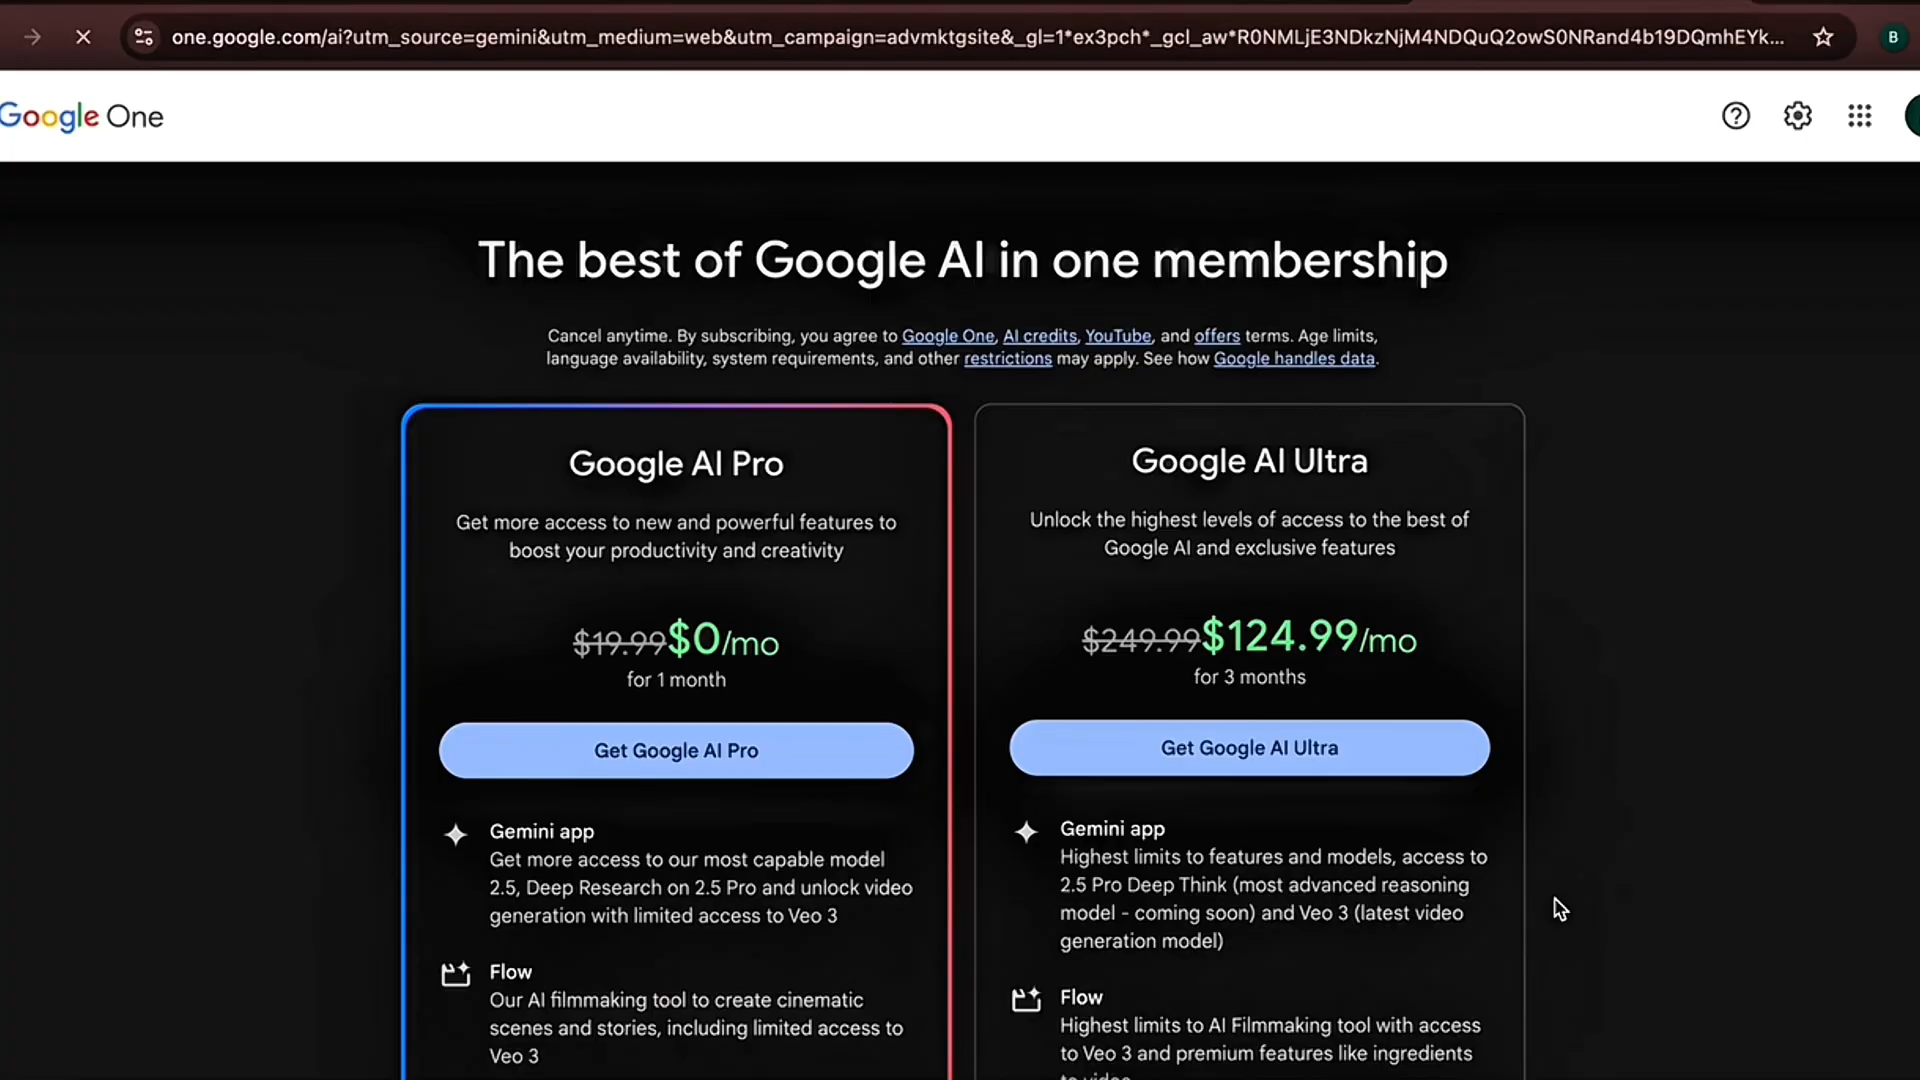 one.google.com/ai?utm_source=gemini&utm_medium=web&utm_campaign=advmktgsite&_gl=1*ex3pch*_gcl_aw*R0NMLjE3NDkzNjM4NDQuQ2owS0NRand4b19DQmhEYk...
B
Google One
The best of Google AI in one membership
Cancel anytime. By subscribing, you agree to Google One, AI credits, YouTube, and offers terms. Age limits,
language availability, system requirements, and other restrictions may apply. See how Google handles data.
Google AI Pro
Get more access to new and powerful features to
boost your productivity and creativity
$19.99 $0/mo
for 1 month
Get Google AI Pro
Gemini app
Get more access to our most capable model
2.5, Deep Research on 2.5 Pro and unlock video
generation with limited access to Veo 3
Flow
Our AI filmmaking tool to create cinematic
scenes and stories, including limited access to
Veo 3
Google AI Ultra
Unlock the highest levels of access to the best of
Google AI and exclusive features
$249.99 $124.99/mo
for 3 months
Get Google AI Ultra
Gemini app
Highest limits to features and models, access to
2.5 Pro Deep Think (most advanced reasoning
model - coming soon) and Veo 3 (latest video
generation model)
Flow
Highest limits to AI Filmmaking tool with access
to Veo 3 and premium features like ingredients
to video